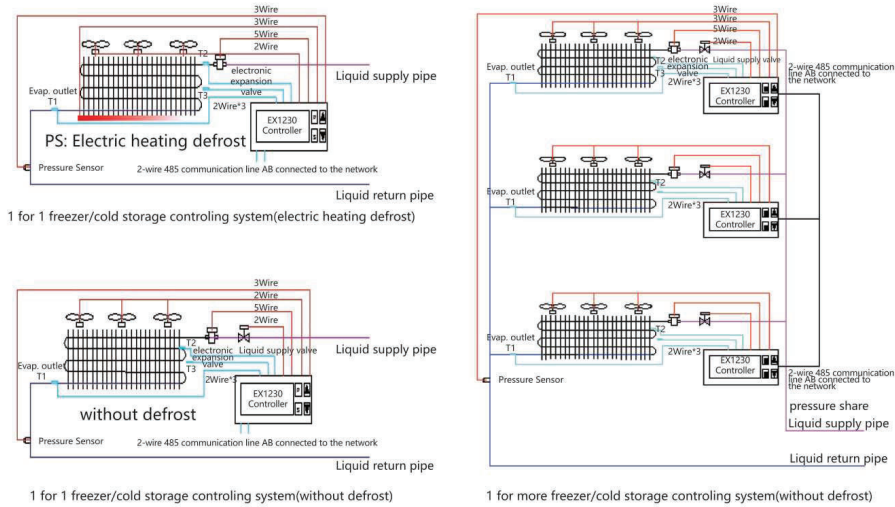 3Wire
3Wire
5Wire
2Wire
T2
Liquid supply pipe
electronic
expansion
valve
Evap. outlet
T1
T3
2Wire*3
EX1230
Controller
PS: Electric heating defrost
Pressure Sensor
2-wire 485 communication line AB connected to the network
Liquid return pipe
1 for 1 freezer/cold storage controling system(electric heating defrost)
3Wire
2Wire
5Wire
2Wire
T2
electronic
expansion
valve
Liquid supply valve
Liquid supply pipe
Evap. outlet
T1
T3
2Wire*3
EX1230
Controller
without defrost
Pressure Sensor
2-wire 485 communication line AB connected to the network
Liquid return pipe
1 for 1 freezer/cold storage controling system(without defrost)
3Wire
3Wire
5Wire
2Wire
T2
electronic
expansion
valve
Liquid supply valve
Evap. outlet
T1
T3
2Wire*3
EX1230
Controller
2-wire 485 communication
line AB connected to
the network
Evap. outlet
T1
T2
2Wire*3
EX1230
Controller
Evap. outlet
T1
T2
2Wire*3
EX1230
Controller
2-wire 485 communication
line AB connected to
the network
Pressure Sensor
pressure share
Liquid supply pipe
Liquid return pipe
1 for more freezer/cold storage controling system(without defrost)